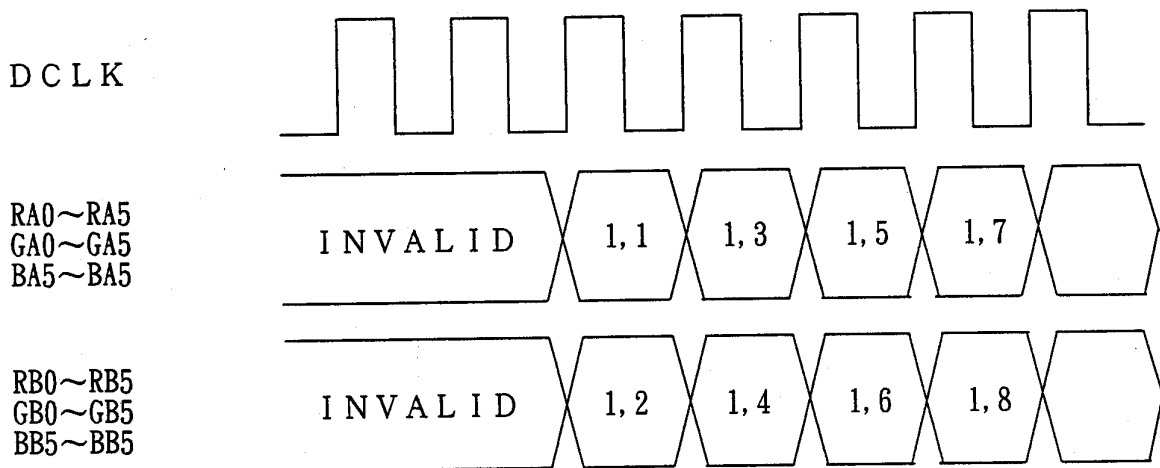 DCLK
RA0～RA5
GA0～GA5
BA5～BA5
INVALID 1,1 1,3 1,5 1,7
RB0～RB5
GB0～GB5
BB5～BB5
INVALID 1,2 1,4 1,6 1,8